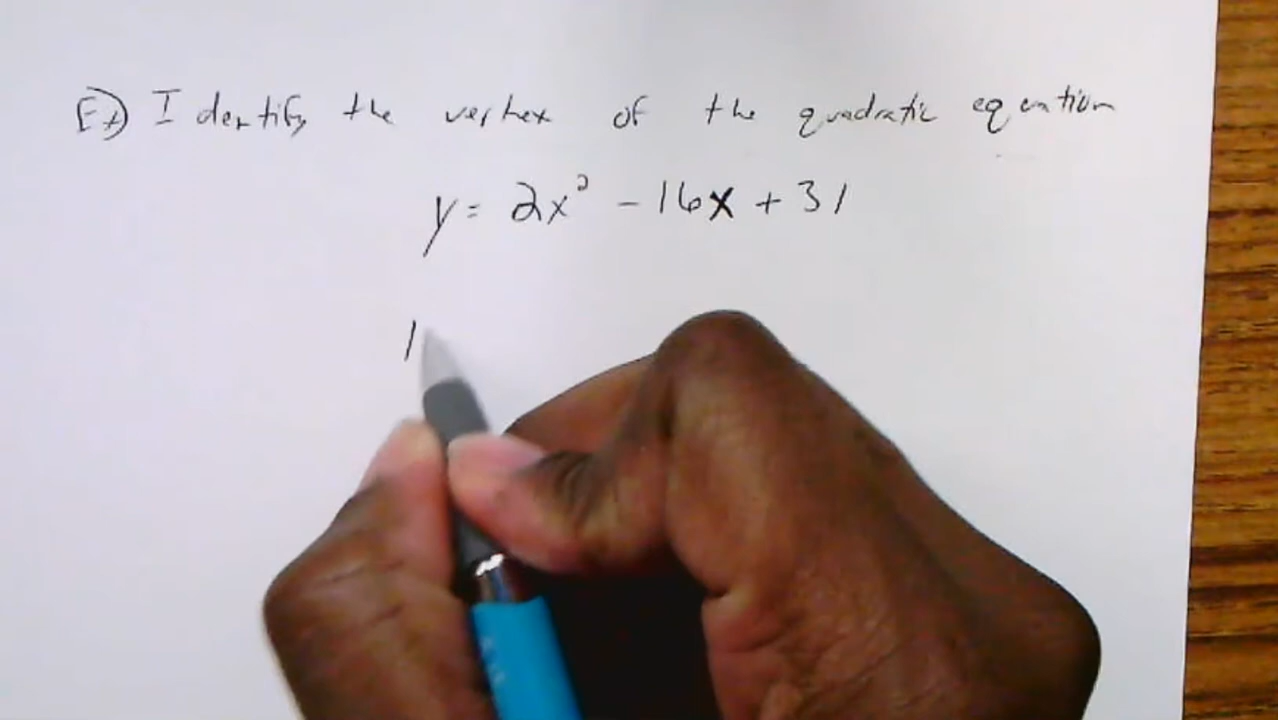 Ex) Identify the vertex of the quadratic equation
y = 2x² - 16x + 31